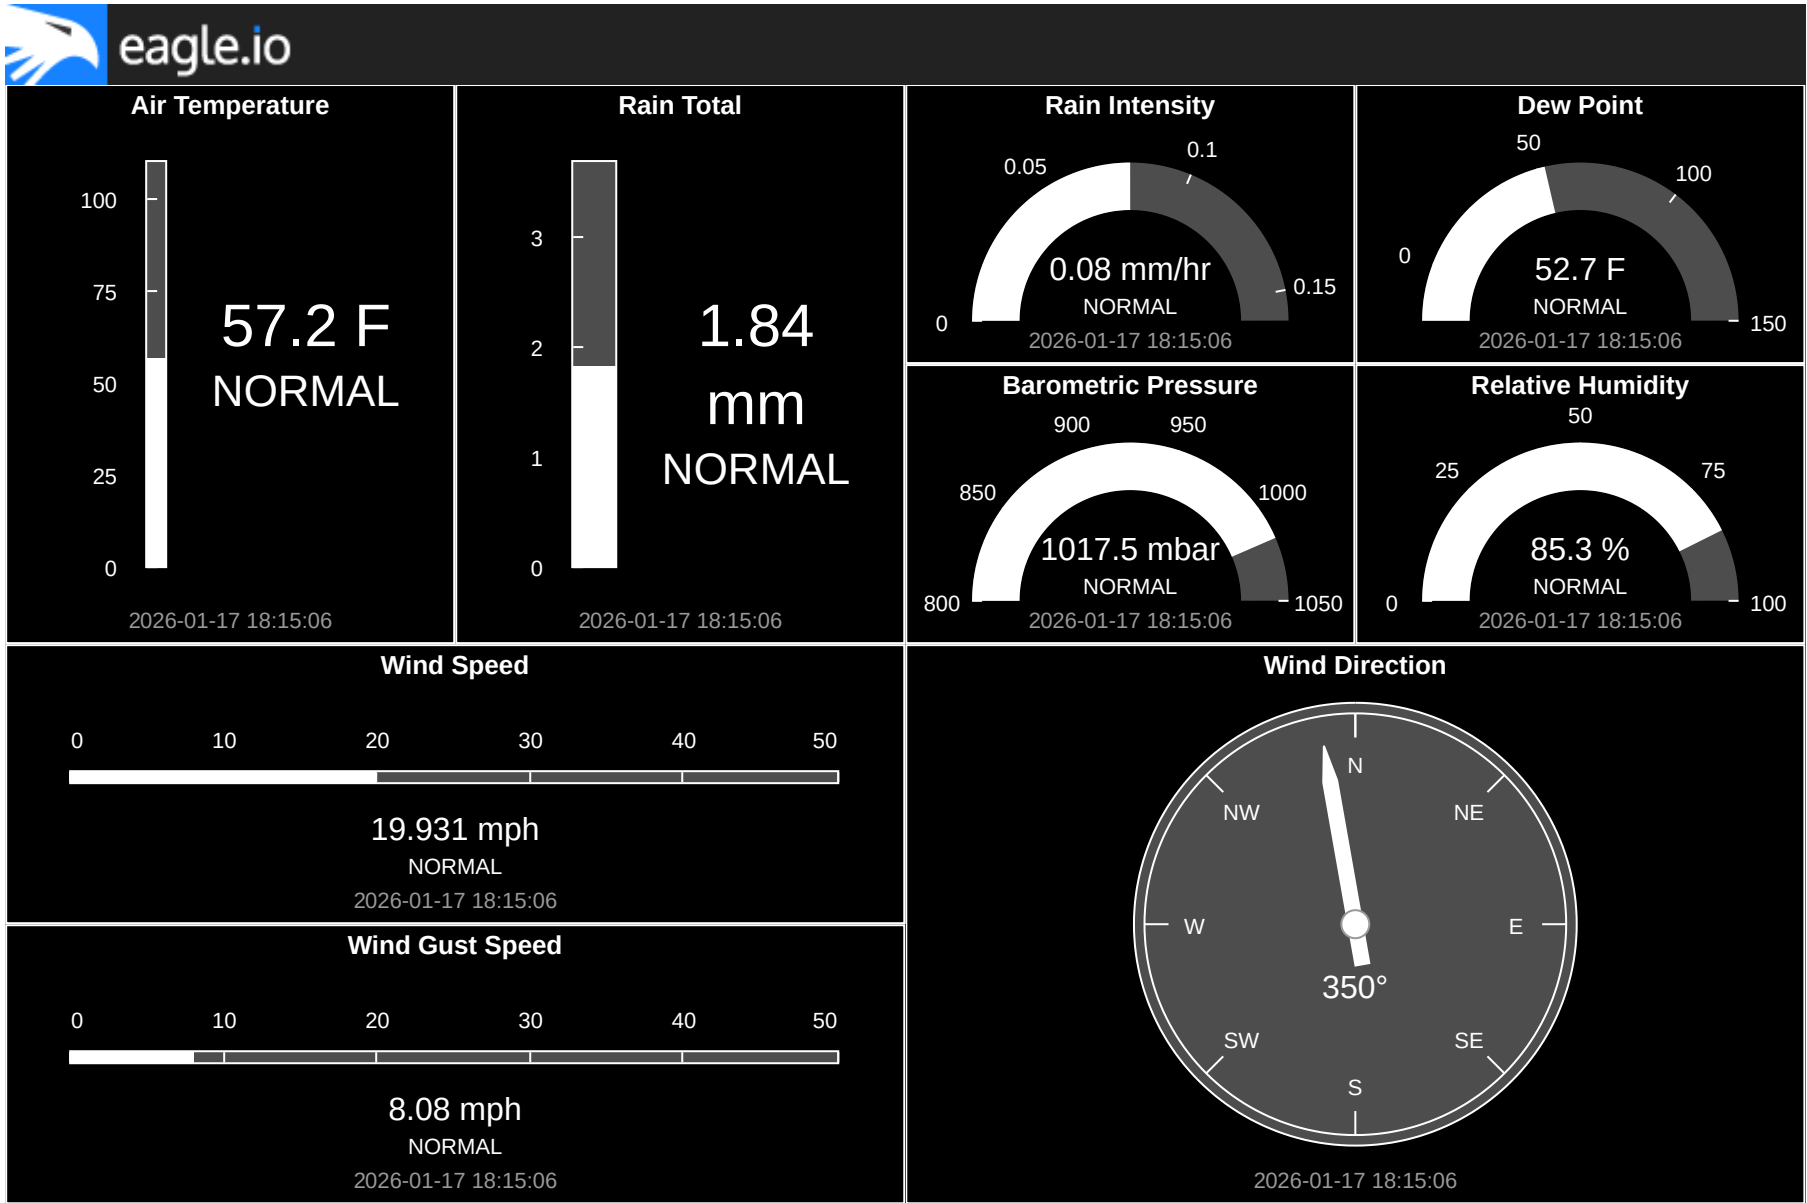 eagle.io
Air Temperature
100
75
50
25
0
57.2 F
NORMAL
2026-01-17 18:15:06
Rain Total
3
2
1
0
1.84
mm
NORMAL
2026-01-17 18:15:06
Rain Intensity
0
0.05
0.1
0.15
0.08 mm/hr
NORMAL
2026-01-17 18:15:06
Dew Point
0
50
100
150
52.7 F
NORMAL
2026-01-17 18:15:06
Barometric Pressure
800
850
900
950
1000
1050
1017.5 mbar
NORMAL
2026-01-17 18:15:06
Relative Humidity
0
25
50
75
100
85.3 %
NORMAL
2026-01-17 18:15:06
Wind Speed
0 10 20 30 40 50
19.931 mph
NORMAL
2026-01-17 18:15:06
Wind Gust Speed
0 10 20 30 40 50
8.08 mph
NORMAL
2026-01-17 18:15:06
Wind Direction
N
NW NE
W E
350°
SW SE
S
2026-01-17 18:15:06